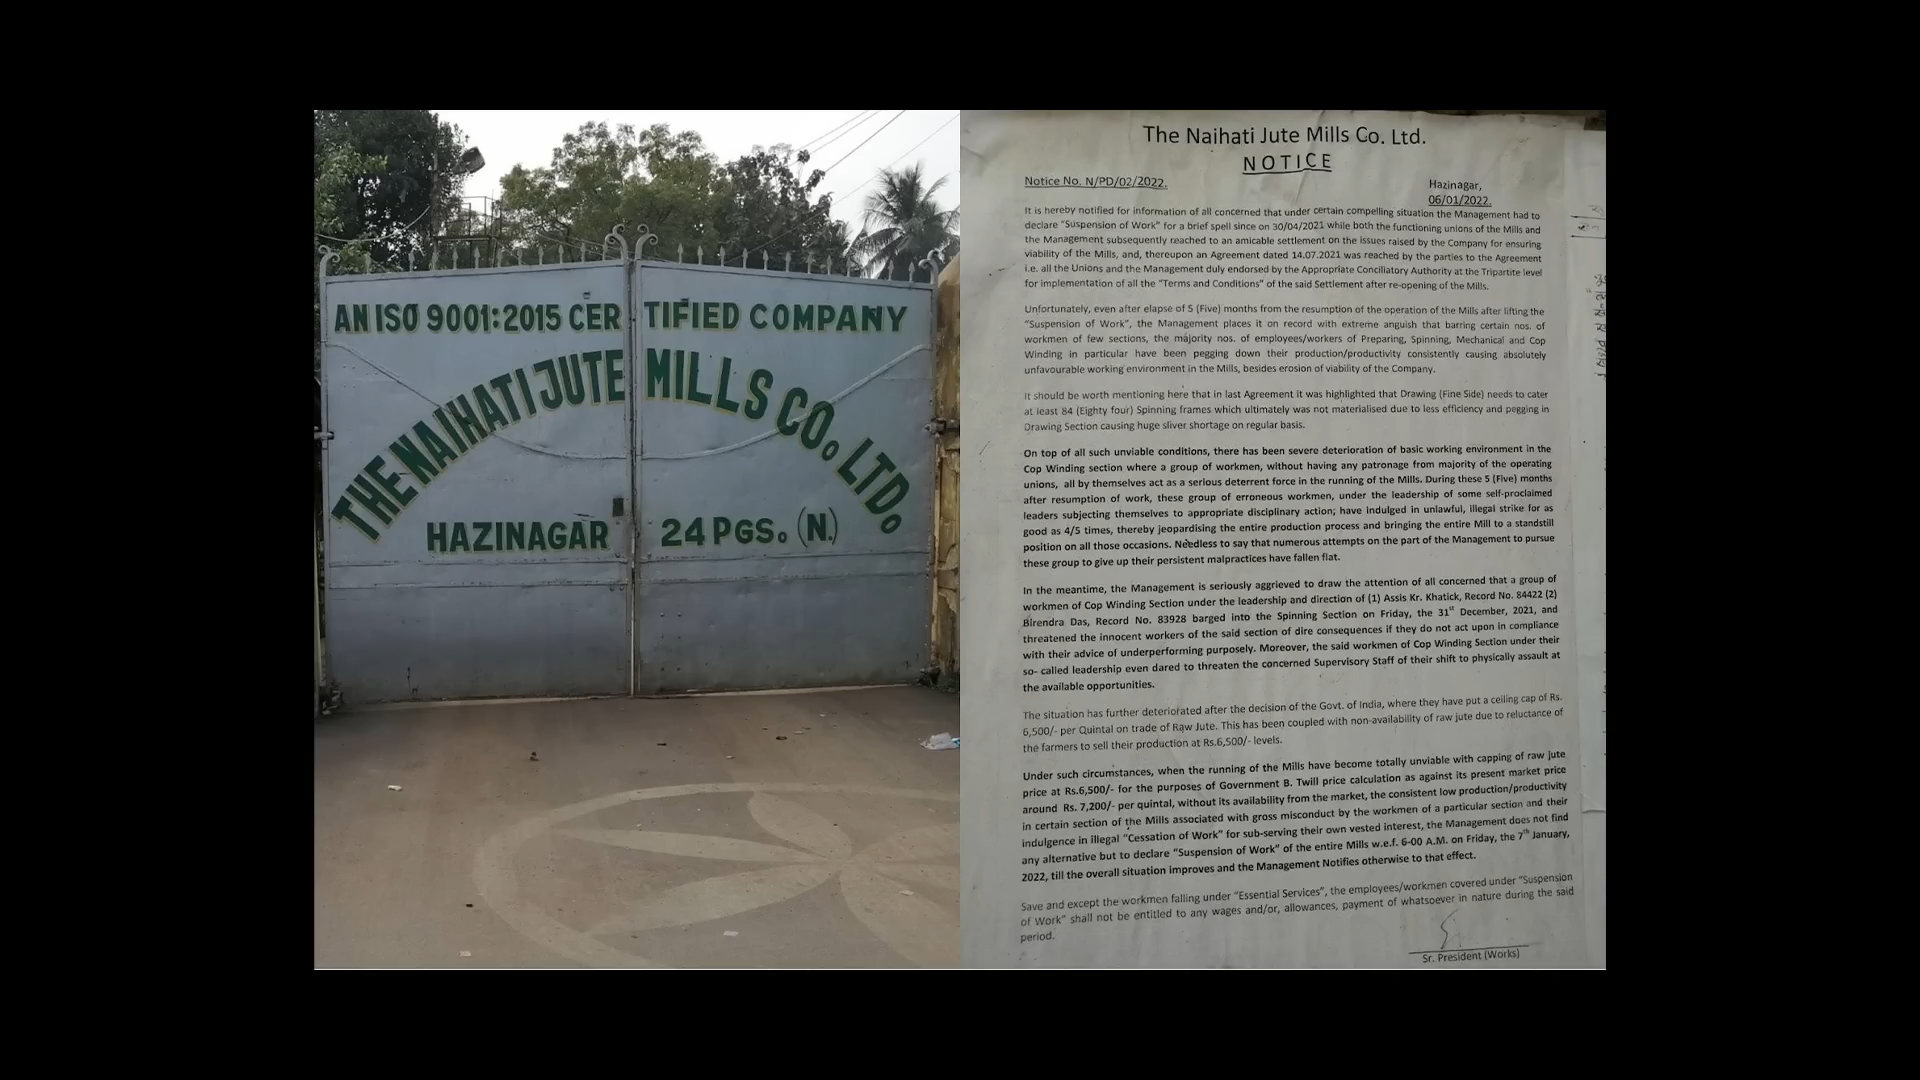 AN ISO 9001:2015 CERTIFIED COMPANY
THE NAIHATI JUTE MILLS CO. LTD.
HAZINAGAR 24 PGS. (N.)
The Naihati Jute Mills Co. Ltd.
NOTICE
Notice No. N/PD/02/2022.
Hazinagar,
06/01/2022.
It is hereby notified for information of all concerned that under certain compelling situation the Management had to
declare "Suspension of Work" for a brief spell since on 30/04/2021 while both the functioning unions of the Mills and
the Management subsequently reached to an amicable settlement on the issues raised by the Company for ensuring
viability of the Mills, and, thereupon an Agreement dated 14.07.2021 was reached by the parties to the Agreement
i.e. all the Unions and the Management duly endorsed by the Appropriate Conciliatory Authority at the Tripartite level
for implementation of all the "Terms and Conditions" of the said Settlement after re-opening of the Mills.
Unfortunately, even after elapse of 5 (Five) months from the resumption of the operation of the Mills after lifting the
"Suspension of Work", the Management places it on record with extreme anguish that barring certain nos. of
workmen of few sections, the majority nos. of employees/workers of Preparing, Spinning, Mechanical and Cop
Winding in particular have been pegging down their production/productivity consistently causing absolutely
unfavourable working environment in the Mills, besides erosion of viability of the Company.
It should be worth mentioning here that in last Agreement it was highlighted that Drawing (Fine Side) needs to cater
at least 84 (Eighty four) Spinning frames which ultimately was not materialised due to less efficiency and pegging in
Drawing Section causing huge sliver shortage on regular basis.
On top of all such unviable conditions, there has been severe deterioration of basic working environment in the
Cop Winding section where a group of workmen, without having any patronage from majority of the operating
unions, all by themselves act as a serious deterrent force in the running of the Mills. During these 5 (Five) months
after resumption of work, these group of erroneous workmen, under the leadership of some self-proclaimed
leaders subjecting themselves to appropriate disciplinary action; have indulged in unlawful, illegal strike for as
good as 4/5 times, thereby jeopardising the entire production process and bringing the entire Mill to a standstill
position on all those occasions. Needless to say that numerous attempts on the part of the Management to pursue
these group to give up their persistent malpractices have fallen flat.
In the meantime, the Management is seriously aggrieved to draw the attention of all concerned that a group of
workmen of Cop Winding Section under the leadership and direction of (1) Assis Kr. Khatick, Record No. 84422 (2)
Birendra Das, Record No. 83928 barged into the Spinning Section on Friday, the 31st December, 2021, and
threatened the innocent workers of the said section of dire consequences if they do not act upon in compliance
with their advice of underperforming purposely. Moreover, the said workmen of Cop Winding Section under their
so- called leadership even dared to threaten the concerned Supervisory Staff of their shift to physically assault at
the available opportunities.
The situation has further deteriorated after the decision of the Govt. of India, where they have put a ceiling cap of Rs.
6,500/- per Quintal on trade of Raw Jute. This has been coupled with non-availability of raw jute due to reluctance of
the farmers to sell their production at Rs.6,500/- levels.
Under such circumstances, when the running of the Mills have become totally unviable with capping of raw jute
price at Rs.6,500/- for the purposes of Government B. Twill price calculation as against its present market price
around Rs. 7,200/- per quintal, without its availability from the market, the consistent low production/productivity
in certain section of the Mills associated with gross misconduct by the workmen of a particular section and their
indulgence in illegal "Cessation of Work" for sub-serving their own vested interest, the Management does not find
any alternative but to declare "Suspension of Work" of the entire Mills w.e.f. 6-00 A.M. on Friday, the 7th January,
2022, till the overall situation improves and the Management Notifies otherwise to that effect.
Save and except the workmen falling under "Essential Services", the employees/workmen covered under "Suspension
of Work" shall not be entitled to any wages and/or, allowances, payment of whatsoever in nature during the said
period.
Sr. President (Works)